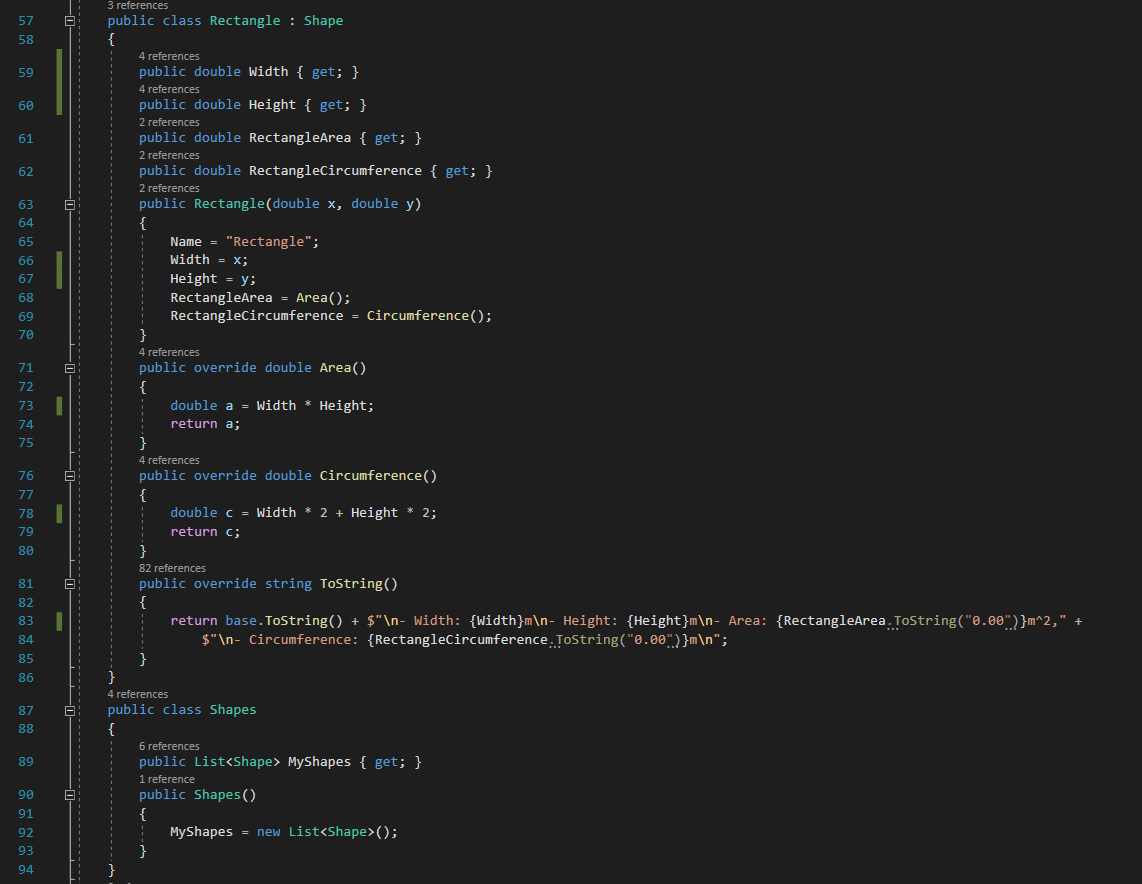 3 references
57 public class Rectangle : Shape
58 {
4 references
59 public double Width { get; }
4 references
60 public double Height { get; }
2 references
61 public double RectangleArea { get; }
2 references
62 public double RectangleCircumference { get; }
2 references
63 public Rectangle(double x, double y)
64 {
65 Name = "Rectangle";
66 Width = x;
67 Height = y;
68 RectangleArea = Area();
69 RectangleCircumference = Circumference();
70 }
4 references
71 public override double Area()
72 {
73 double a = Width * Height;
74 return a;
75 }
4 references
76 public override double Circumference()
77 {
78 double c = Width * 2 + Height * 2;
79 return c;
80 }
82 references
81 public override string ToString()
82 {
83 return base.ToString() + $"\n- Width: {Width}m\n- Height: {Height}m\n- Area: {RectangleArea.ToString("0.00")}m^2," +
84 $"\n- Circumference: {RectangleCircumference.ToString("0.00")}m\n";
85 }
86 }
4 references
87 public class Shapes
88 {
6 references
89 public List<Shape> MyShapes { get; }
1 reference
90 public Shapes()
91 {
92 MyShapes = new List<Shape>();
93 }
94 }